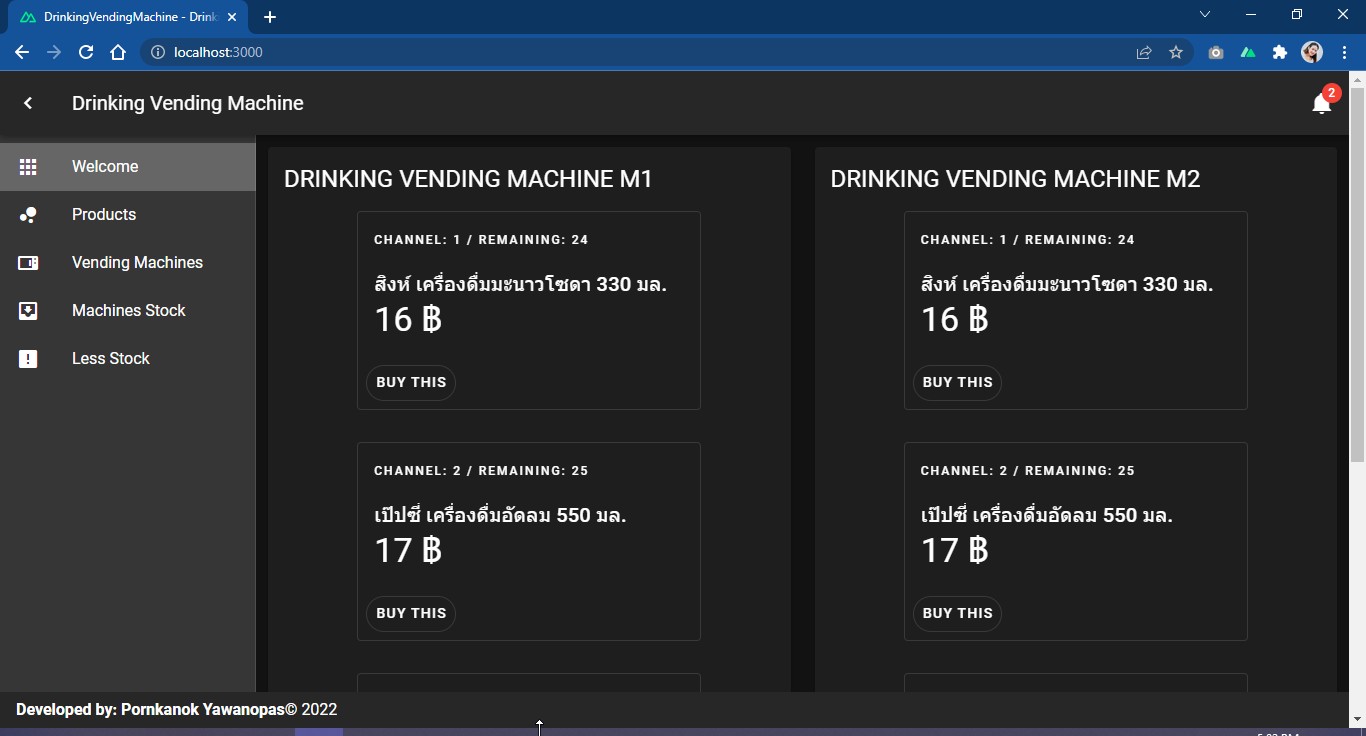 DrinkingVendingMachine - Drink
localhost:3000
Drinking Vending Machine
2
Welcome
Products
Vending Machines
Machines Stock
Less Stock
DRINKING VENDING MACHINE M1
CHANNEL: 1 / REMAINING: 24
สิงห์ เครื่องดื่มมะนาวโซดา 330 มล.
16 ฿
BUY THIS
CHANNEL: 2 / REMAINING: 25
เป๊ปซี่ เครื่องดื่มอัดลม 550 มล.
17 ฿
BUY THIS
DRINKING VENDING MACHINE M2
CHANNEL: 1 / REMAINING: 24
สิงห์ เครื่องดื่มมะนาวโซดา 330 มล.
16 ฿
BUY THIS
CHANNEL: 2 / REMAINING: 25
เป๊ปซี่ เครื่องดื่มอัดลม 550 มล.
17 ฿
BUY THIS
Developed by: Pornkanok Yawanopas© 2022